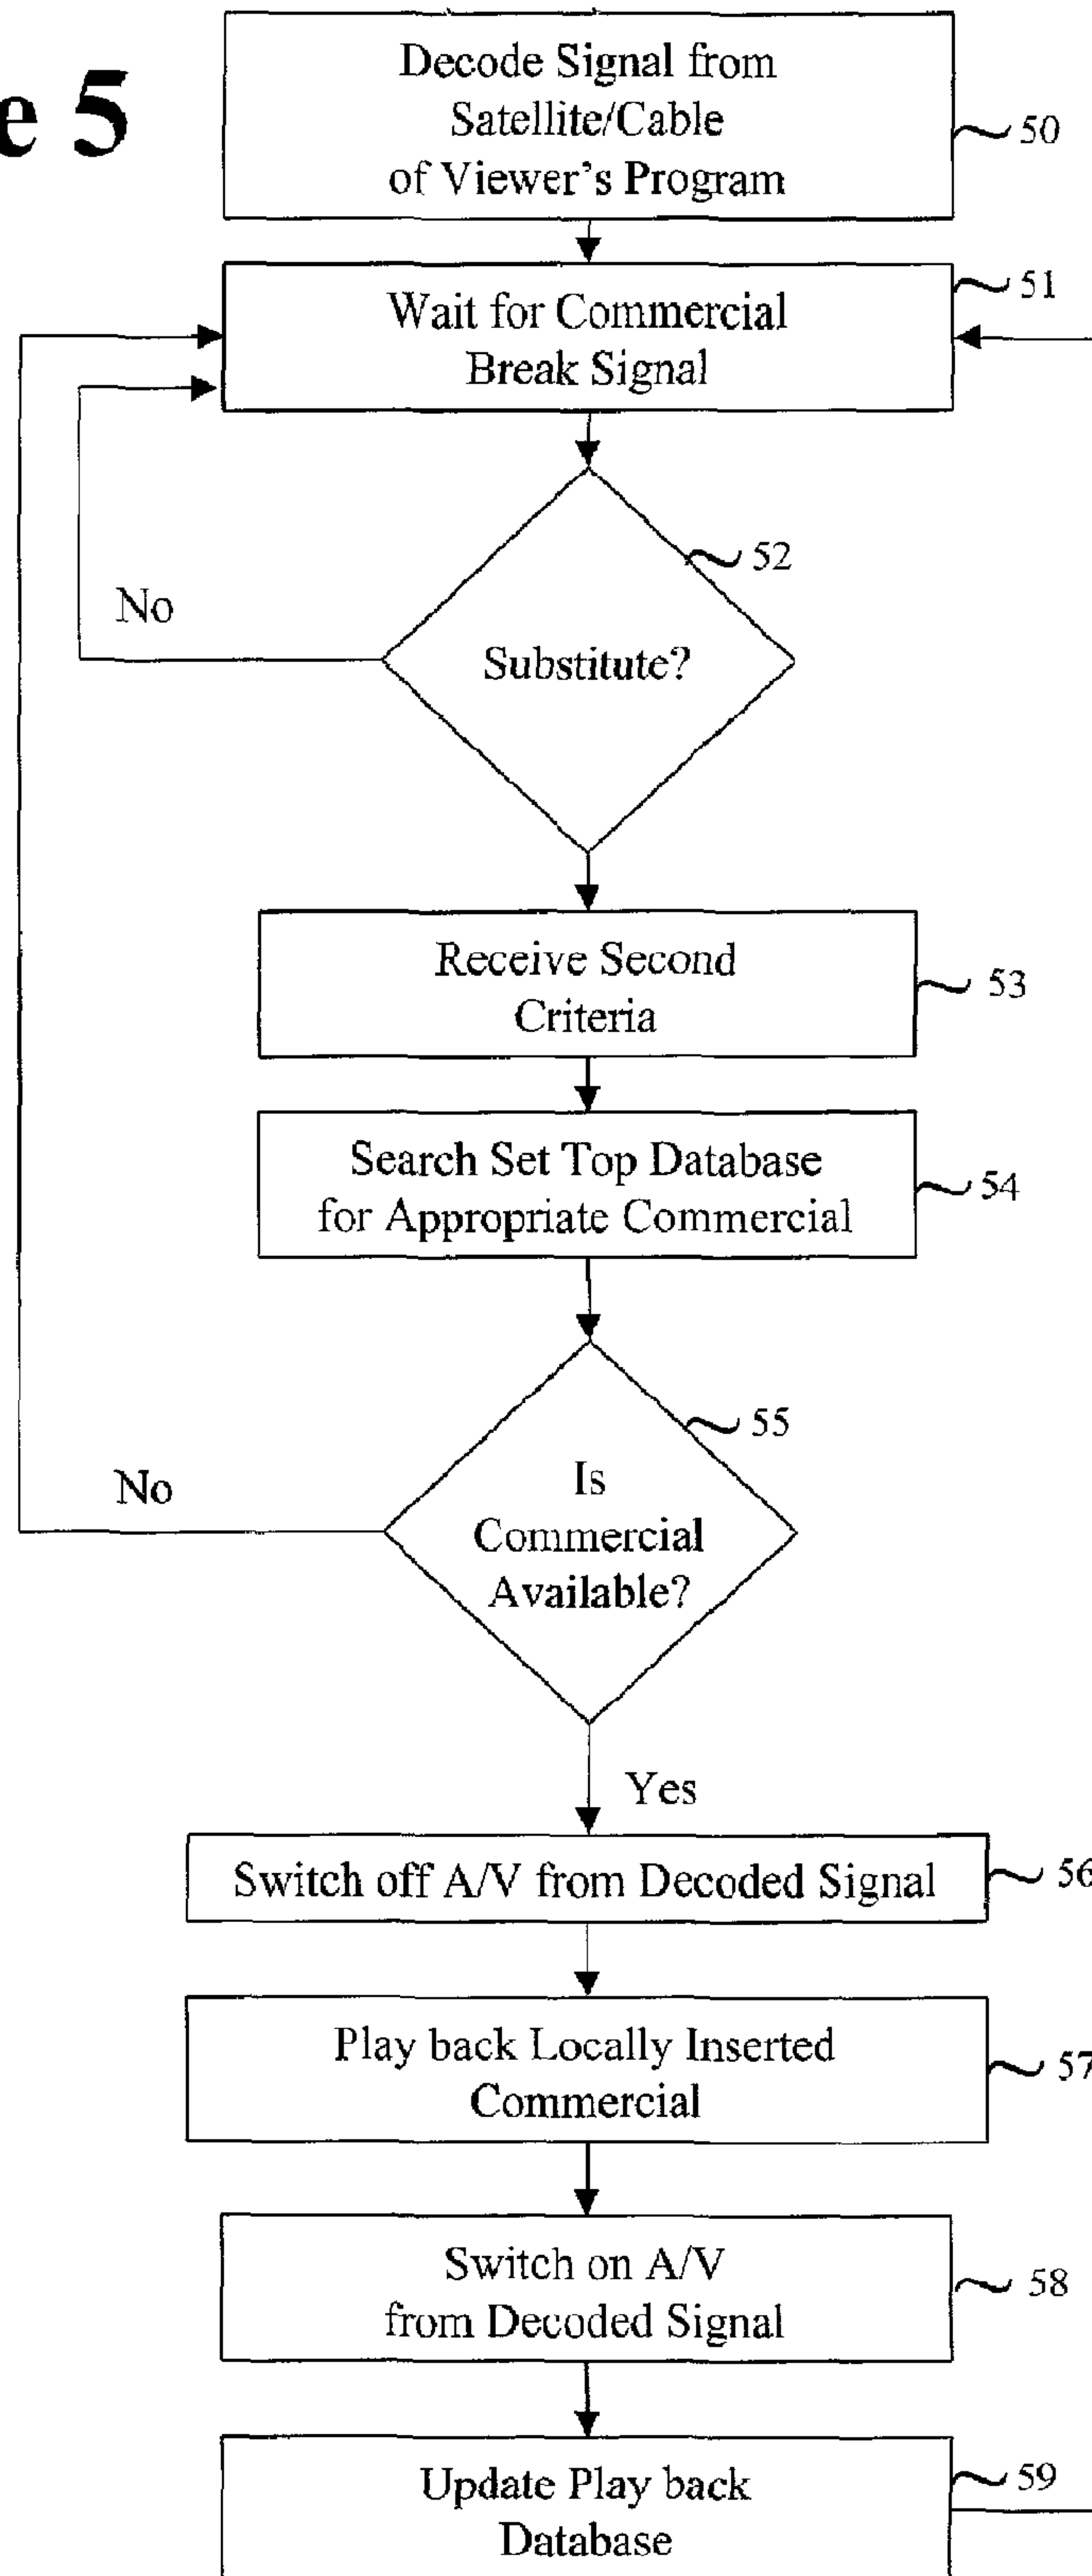 e 5
Decode Signal from
Satellite/Cable
of Viewer's Program
50
Wait for Commercial
Break Signal
51
52
No
Substitute?
Receive Second
Criteria
53
Search Set Top Database
for Appropriate Commercial
54
55
No
Is
Commercial
Available?
Yes
Switch off A/V from Decoded Signal
56
Play back Locally Inserted
Commercial
57
Switch on A/V
from Decoded Signal
58
Update Play back
Database
59